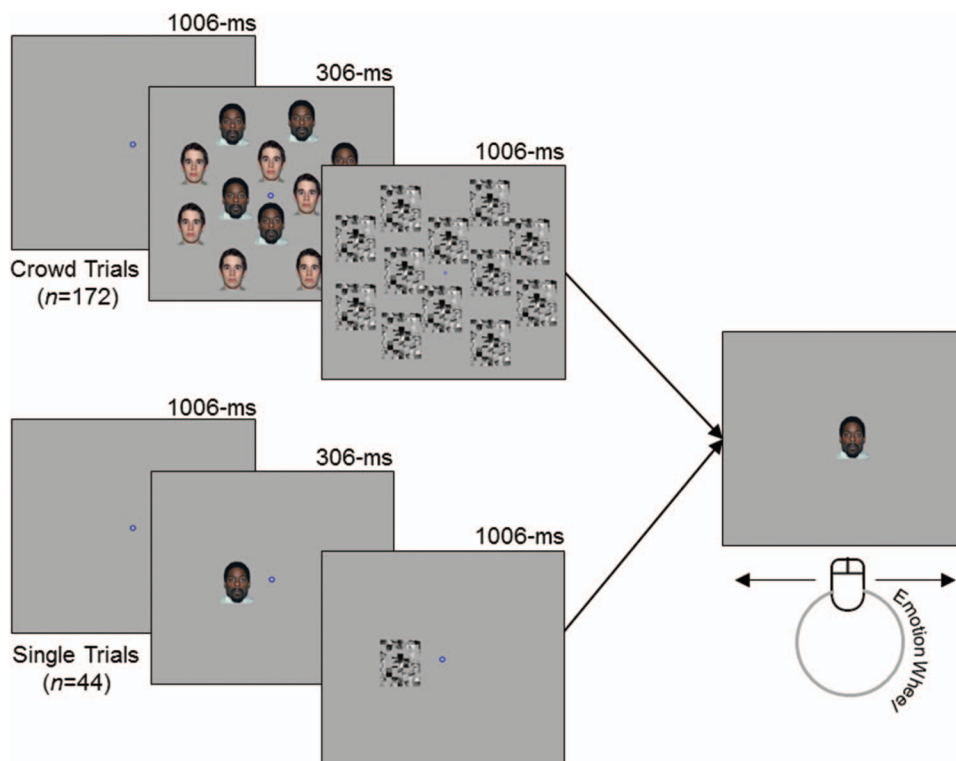 1006-ms
306-ms
1006-ms
Crowd Trials
(n=172)
1006-ms
306-ms
1006-ms
Single Trials
(n=44)
Emotion Wheel